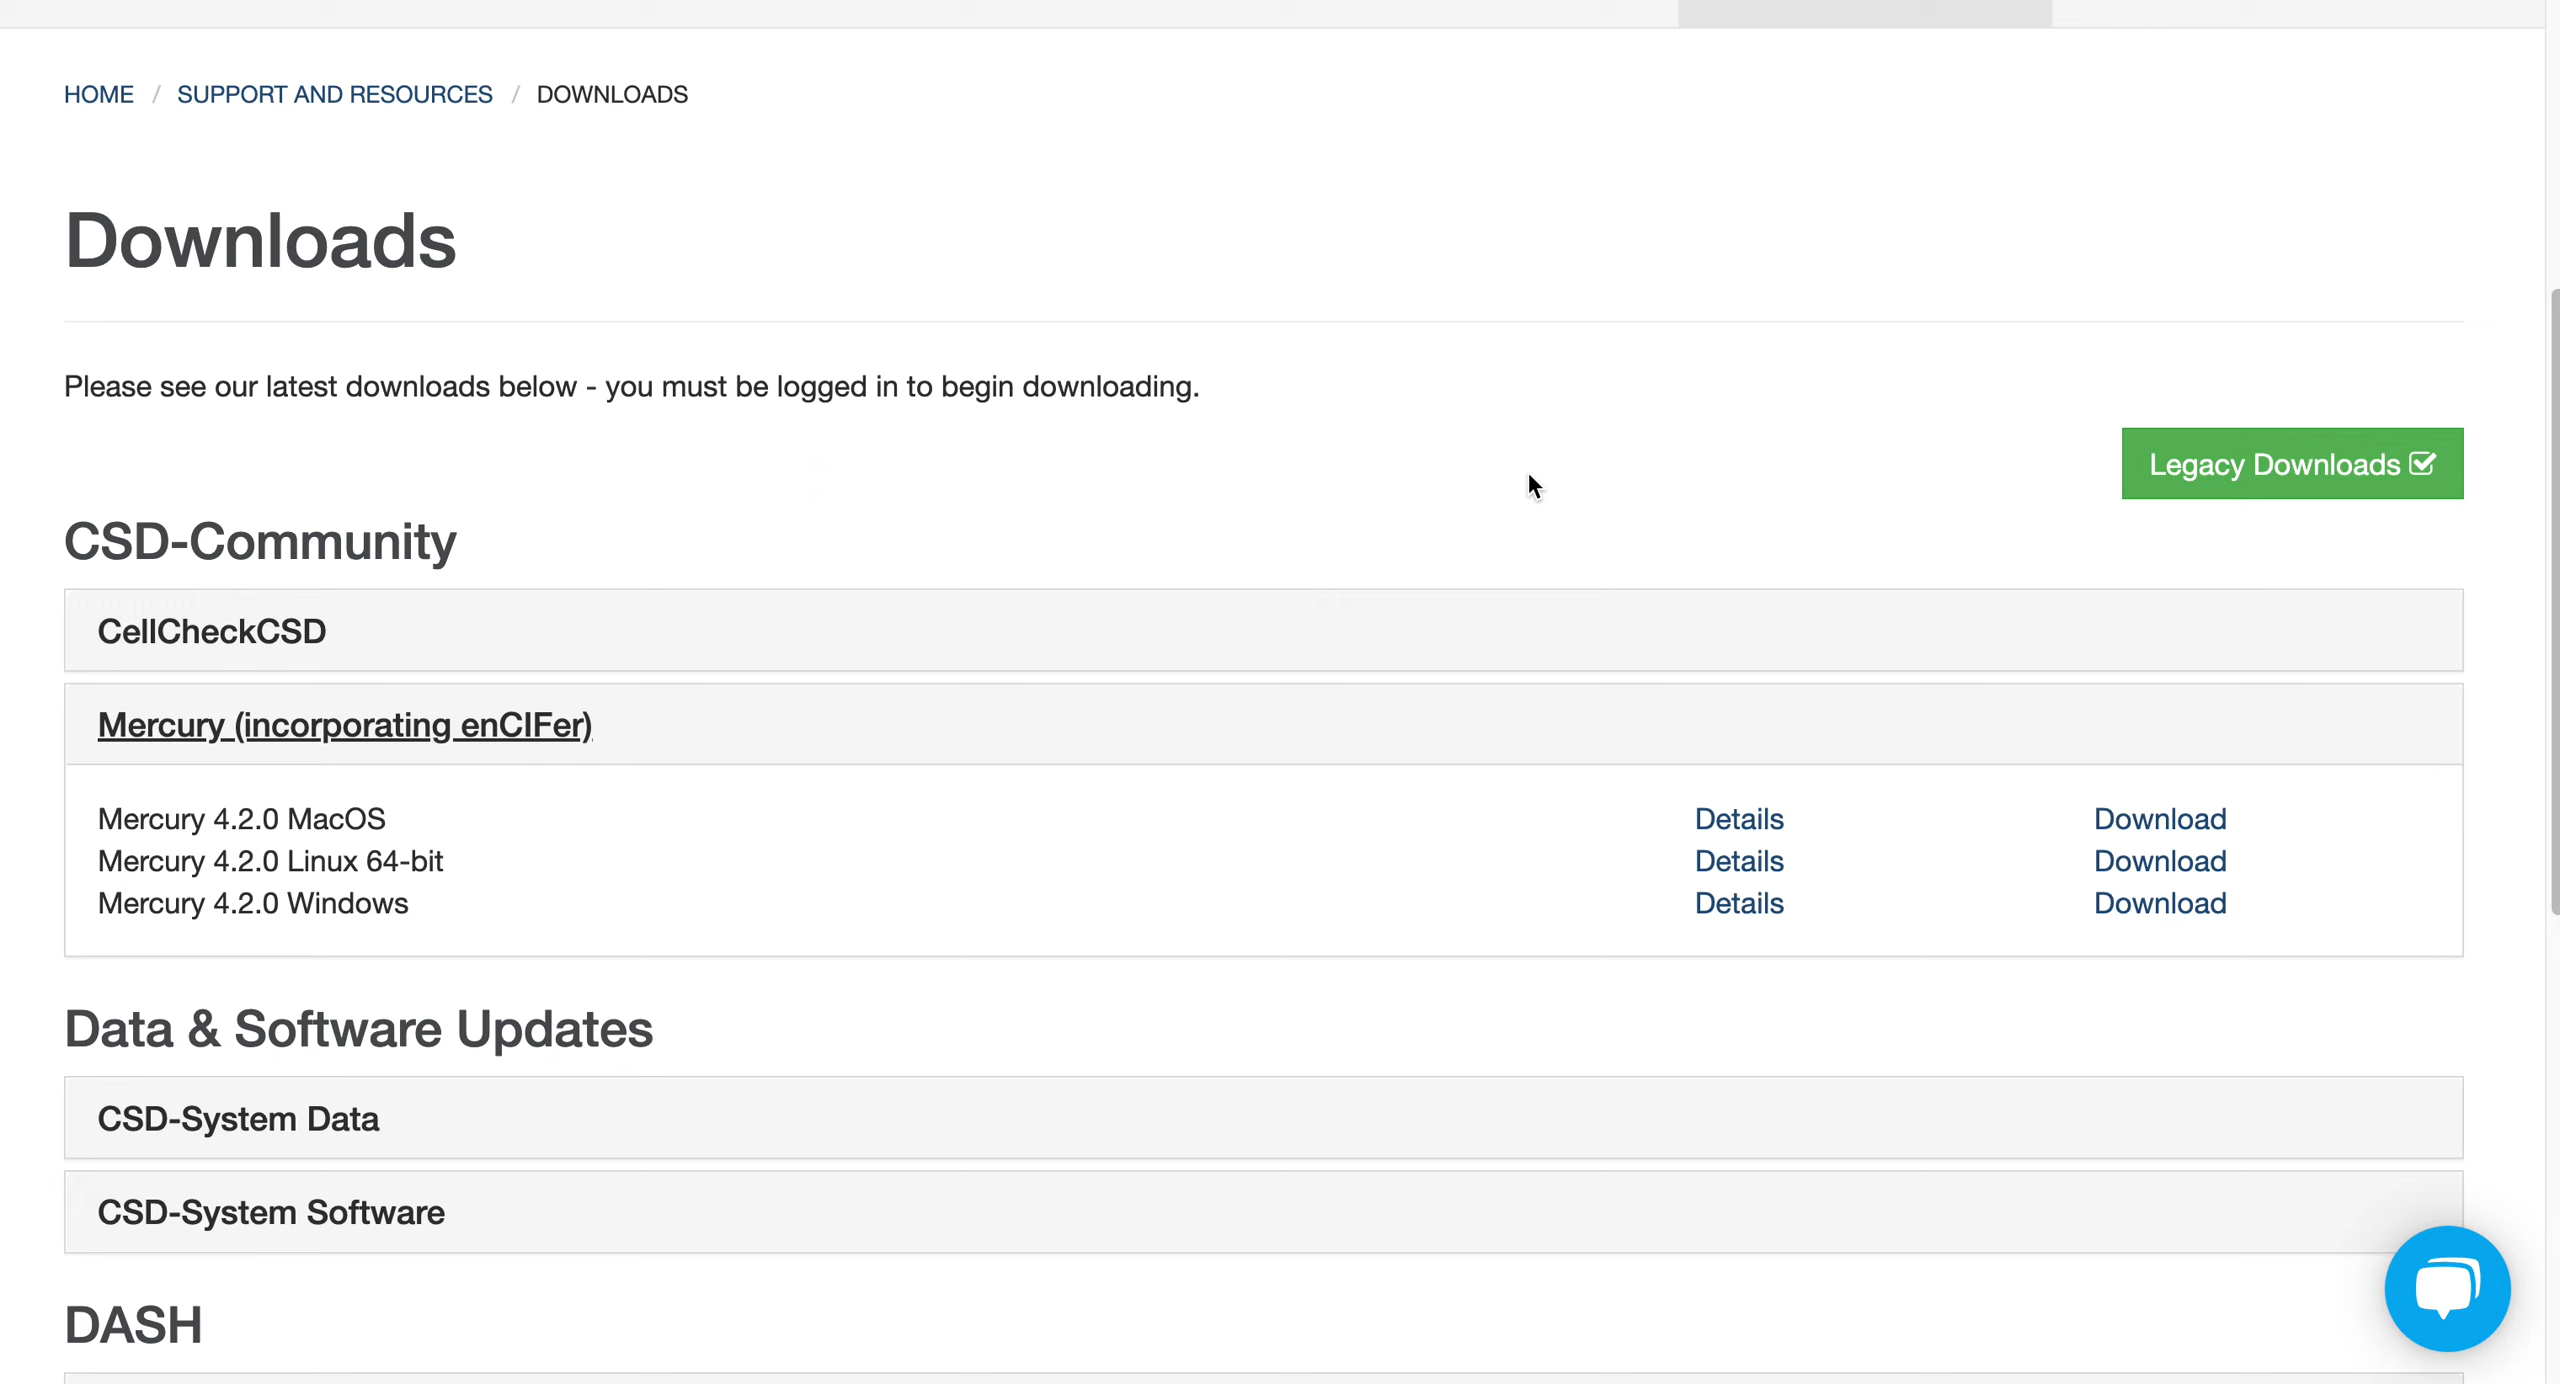 HOME / SUPPORT AND RESOURCES / DOWNLOADS
Downloads
Please see our latest downloads below - you must be logged in to begin downloading.
Legacy Downloads
CSD-Community
CellCheckCSD
Mercury (incorporating enCIFer)
Mercury 4.2.0 MacOS Details Download
Mercury 4.2.0 Linux 64-bit Details Download
Mercury 4.2.0 Windows Details Download
Data & Software Updates
CSD-System Data
CSD-System Software
DASH